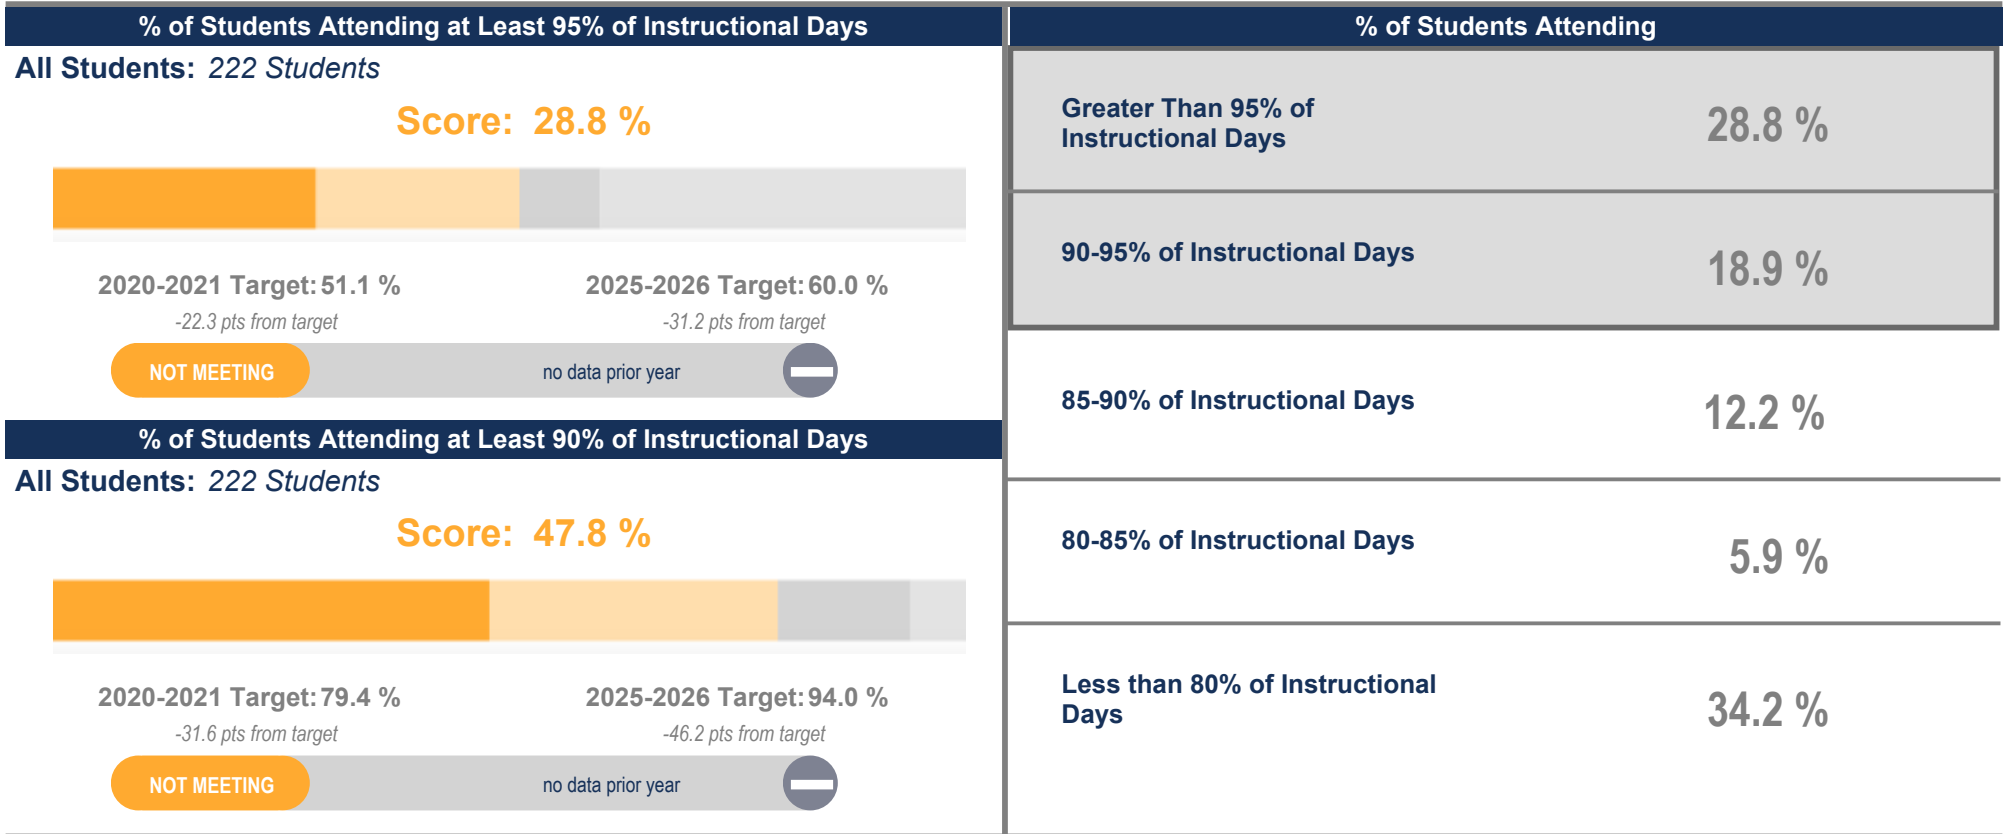 % of Students Attending at Least 95% of Instructional Days
All Students: 222 Students
Score: 28.8 %
2020-2021 Target: 51.1 %
-22.3 pts from target
2025-2026 Target: 60.0 %
-31.2 pts from target
NOT MEETING
no data prior year
% of Students Attending at Least 90% of Instructional Days
All Students: 222 Students
Score: 47.8 %
2020-2021 Target: 79.4 %
-31.6 pts from target
2025-2026 Target: 94.0 %
-46.2 pts from target
NOT MEETING
no data prior year
% of Students Attending
Greater Than 95% of
Instructional Days
28.8 %
90-95% of Instructional Days
18.9 %
85-90% of Instructional Days
12.2 %
80-85% of Instructional Days
5.9 %
Less than 80% of Instructional
Days
34.2 %